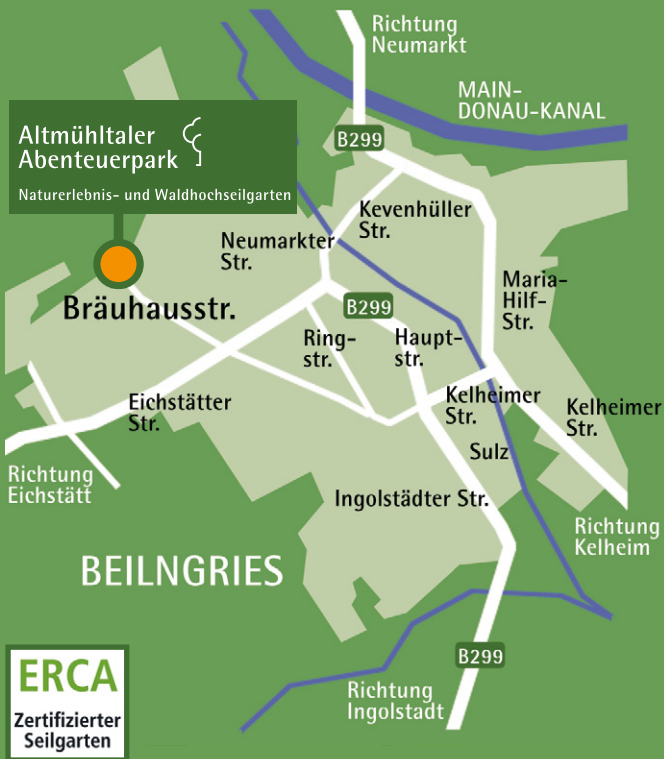 Richtung
Neumarkt
MAIN-
DONAU-KANAL
Altmühltaler
Abenteuerpark
Naturerlebnis- und Waldhochseilgarten
B299
Kevenhüller
Str.
Neumarkter
Str.
Maria-
Hilf-
Str.
Bräuhausstr.
B299
Ring-
str.
Haupt-
str.
Eichstätter
Str.
Kelheimer
Str.
Kelheimer
Str.
Sulz
Richtung
Eichstätt
Ingolstädter Str.
Richtung
Kelheim
BEILNGRIES
B299
ERCA
Zertifizierter
Seilgarten
Richtung
Ingolstadt